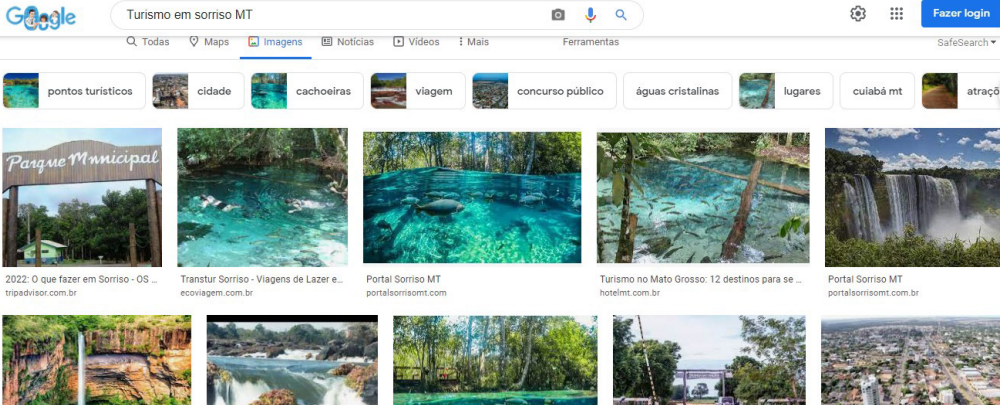 Google
Turismo em sorriso MT
Fazer login
Todas
Maps
Imagens
Notícias
Vídeos
Mais
Ferramentas
SafeSearch
pontos turísticos
cidade
cachoeiras
viagem
concurso público
águas cristalinas
lugares
cuiabá mt
atraçõ
Parque Municipal
2022: O que fazer em Sorriso - OS ...
tripadvisor.com.br
Transtur Sorriso - Viagens de Lazer e...
ecoviagem.com.br
Portal Sorriso MT
portalsorrisomt.com
Turismo no Mato Grosso: 12 destinos para se ...
hotelmt.com.br
Portal Sorriso MT
portalsorrisomt.com